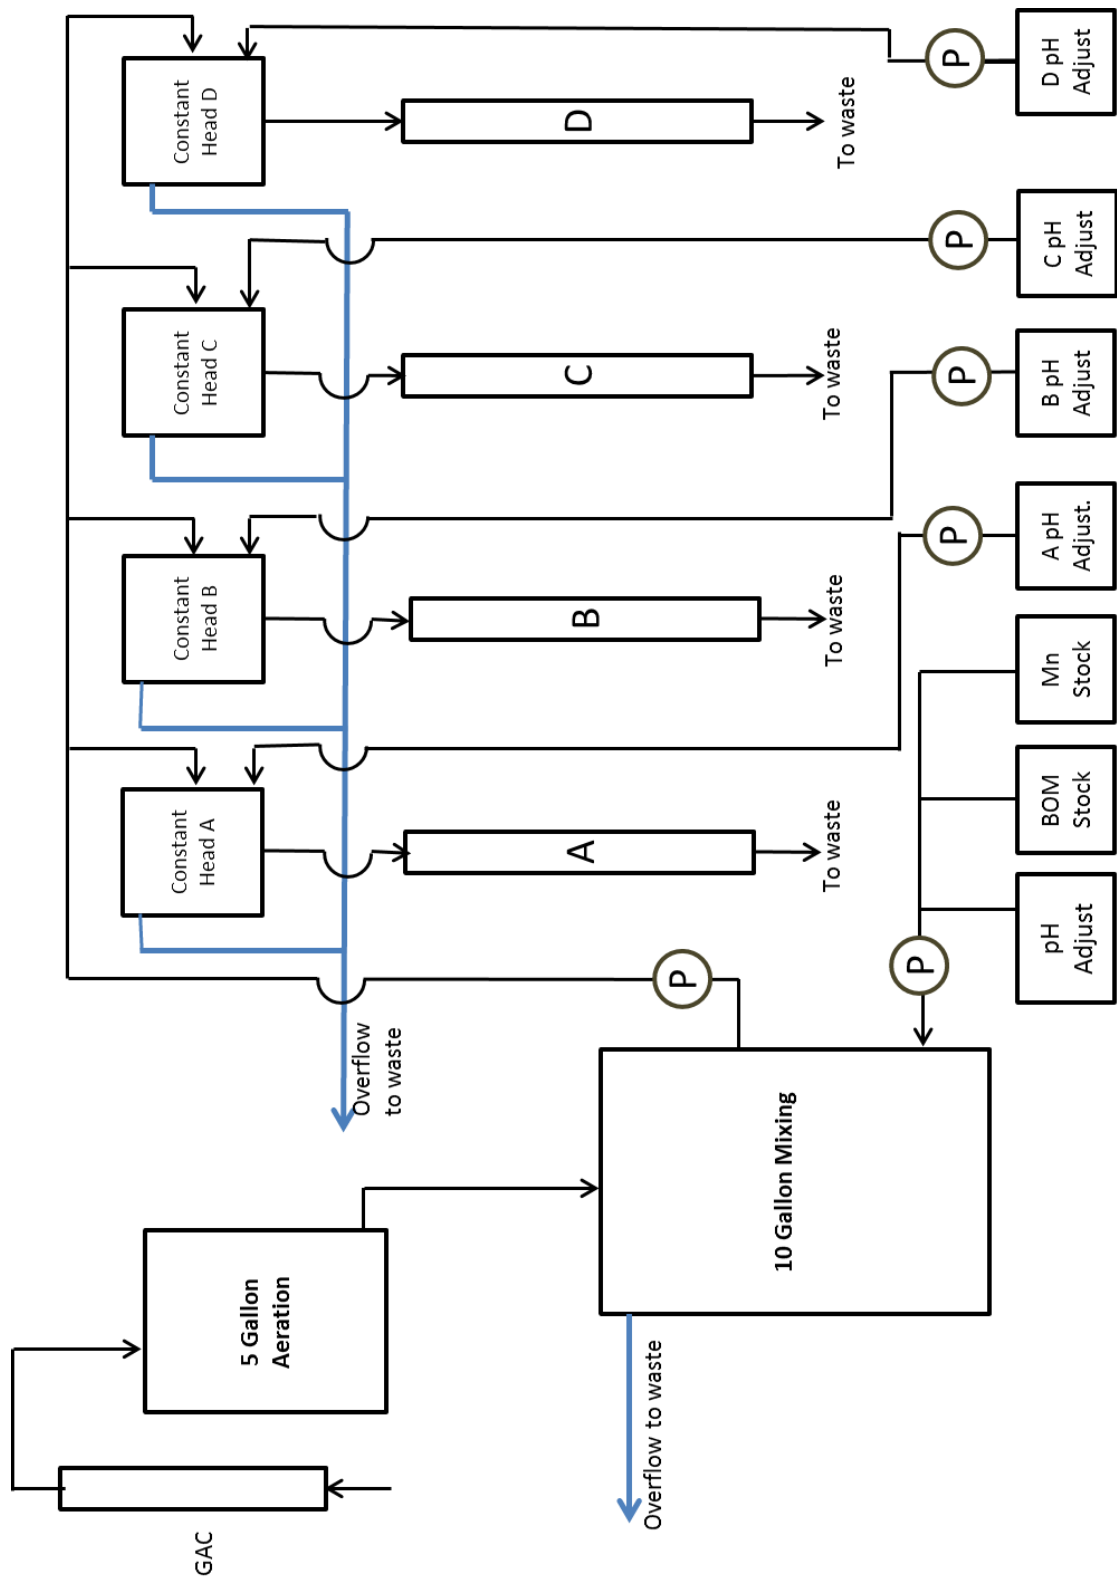 GAC
5 Gallon
Aeration
Overflow to waste
10 Gallon Mixing
Overflow
to waste
P
P
pH
Adjust
BOM
Stock
Mn
Stock
Constant
Head A
A
To waste
P
A pH
Adjust.
Constant
Head B
B
To waste
P
B pH
Adjust
Constant
Head C
C
To waste
P
C pH
Adjust
Constant
Head D
D
To waste
P
D pH
Adjust